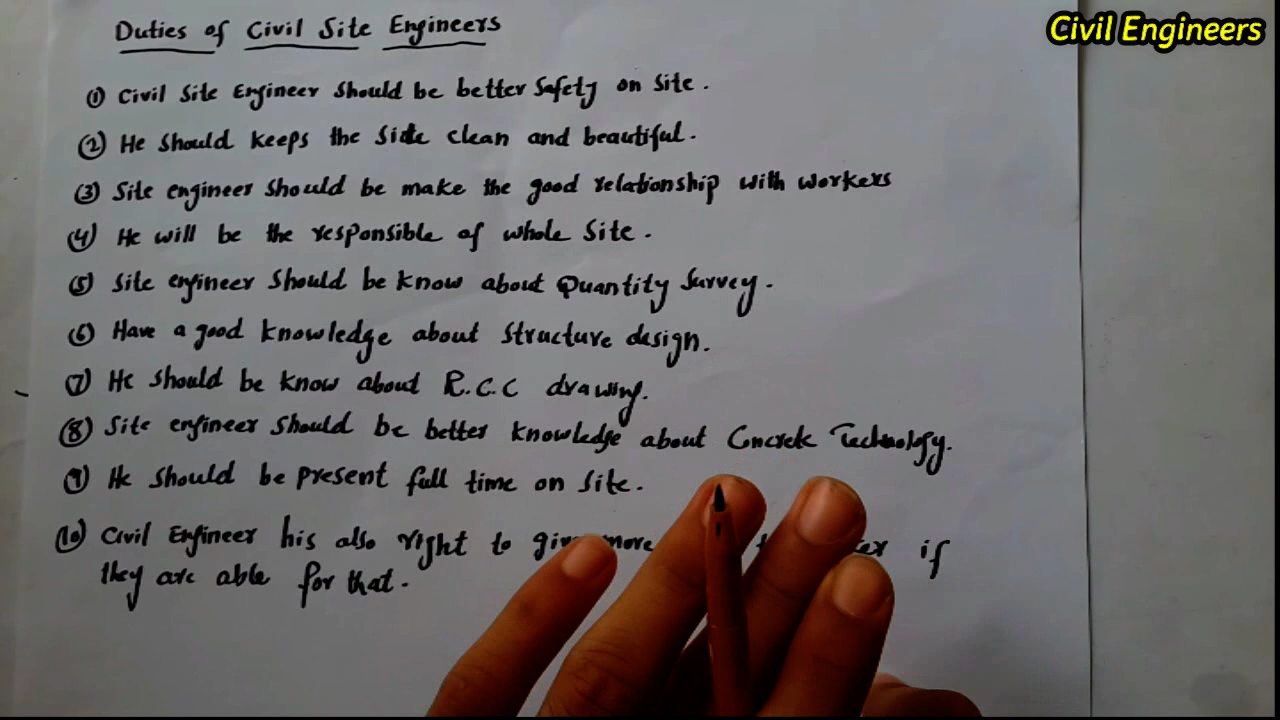 Duties of Civil Site Engineers
Civil Engineers
① Civil Site Engineer should be better Safety on Site.
② He should keeps the Side clean and beautiful.
③ Site engineer should be make the good relationship with workers
④ He will be the responsible of whole Site.
⑤ Site engineer should be know about Quantity Survey.
⑥ Have a good knowledge about structure design.
⑦ He should be know about R.C.C drawing.
⑧ Site engineer should be better knowledge about Concrete Technology.
⑨ He should be present full time on Site.
⑩ Civil Engineer his also right to give more if
they are able for that.